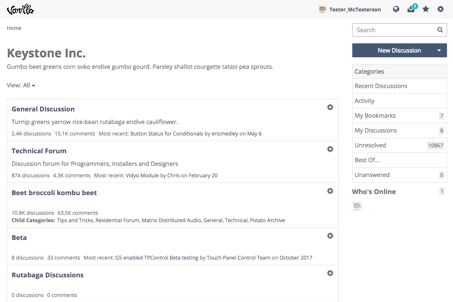 Vanilla
Tester_McTesterson
Home
Search
Keystone Inc.
Gumbo beet greens corn soko endive gumbo gourd. Parsley shallot courgette tatsoi pea sprouts.
New Discussion
View: All
Categories
Recent Discussions
Activity
My Bookmarks 7
My Discussions 8
Unresolved 10867
Best Of...
Unanswered 0
Who's Online 1
General Discussion
Turnip greens yarrow rice-bean rutabaga endive cauliflower.
2.4K discussions 15.1K comments Most recent: Button Status for Conditionals by ericmedley on May 6
Technical Forum
Discussion forum for Programmers, Installers and Designers
874 discussions 4.3K comments Most recent: Vidyo Module by Chris on February 20
Beet broccoli kombu beet
10.8K discussions 63.5K comments
Child Categories: Tips and Tricks, Residential Forum, Matrix Distributed Audio, General, Technical, Potato Archive
Beta
8 discussions 33 comments Most recent: G5 enabled TPControl Beta testing by Touch Panel Control Team on October 2017
Rutabaga Discussions
0 discussions 0 comments